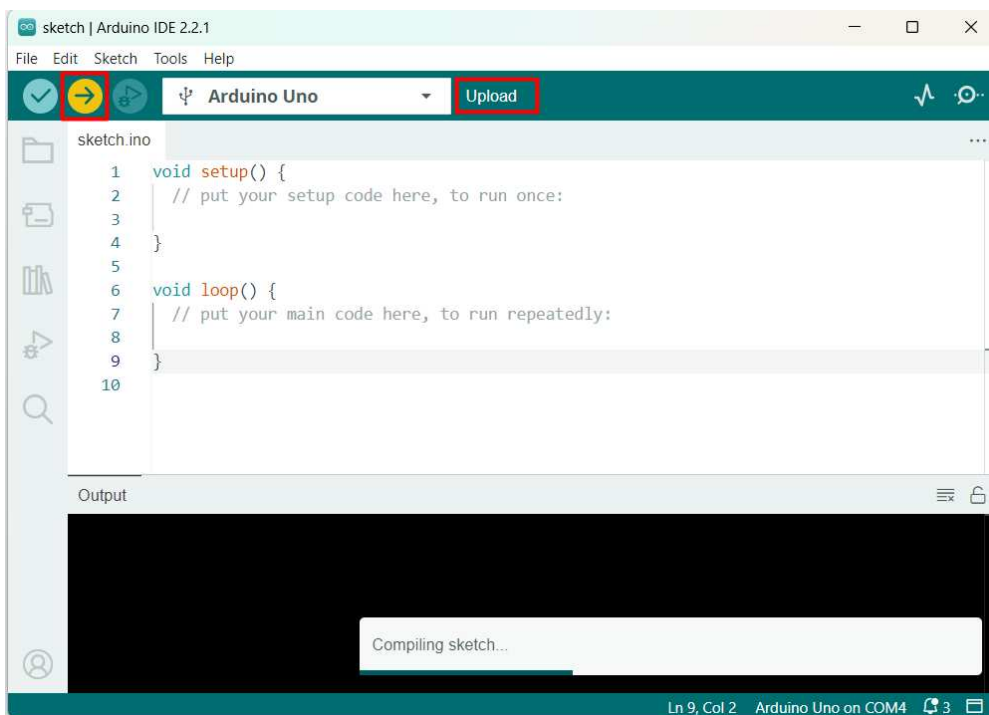 sketch | Arduino IDE 2.2.1
File Edit Sketch Tools Help
Arduino Uno Upload
sketch.ino
1 void setup() {
2 // put your setup code here, to run once:
3
4 }
5
6 void loop() {
7 // put your main code here, to run repeatedly:
8
9 }
10
Output
Compiling sketch...
Ln 9, Col 2 Arduino Uno on COM4 3